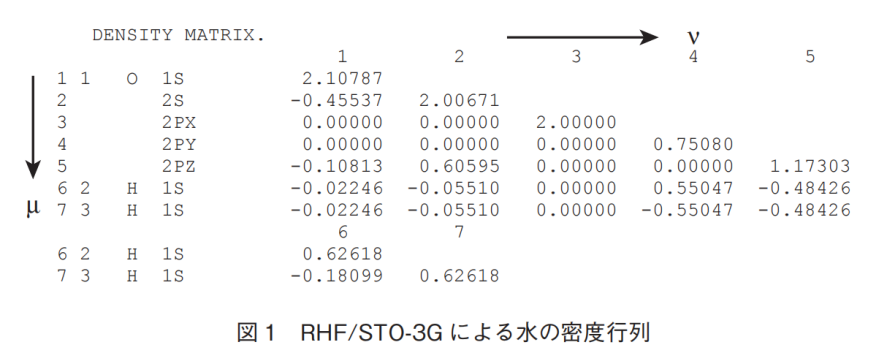 DENSITY MATRIX.
ν
1 2 3 4 5
1 1 O 1S 2.10787
2 2S -0.45537 2.00671
3 2PX 0.00000 0.00000 2.00000
4 2PY 0.00000 0.00000 0.00000 0.75080
5 2PZ -0.10813 0.60595 0.00000 0.00000 1.17303
6 2 H 1S -0.02246 -0.05510 0.00000 0.55047 -0.48426
μ 7 3 H 1S -0.02246 -0.05510 0.00000 -0.55047 -0.48426
6 7
6 2 H 1S 0.62618
7 3 H 1S -0.18099 0.62618
図1 RHF/STO-3Gによる水の密度行列